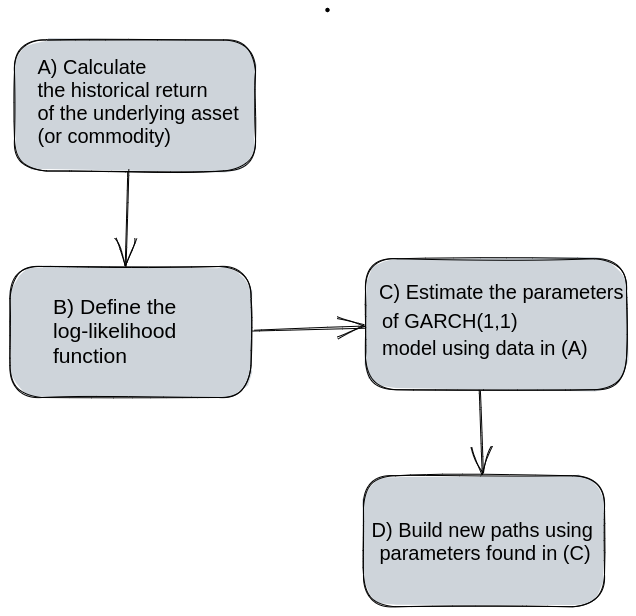 A) Calculate
the historical return
of the underlying asset
(or commodity)
B) Define the
log-likelihood
function
C) Estimate the parameters
of GARCH(1,1)
model using data in (A)
D) Build new paths using
parameters found in (C)